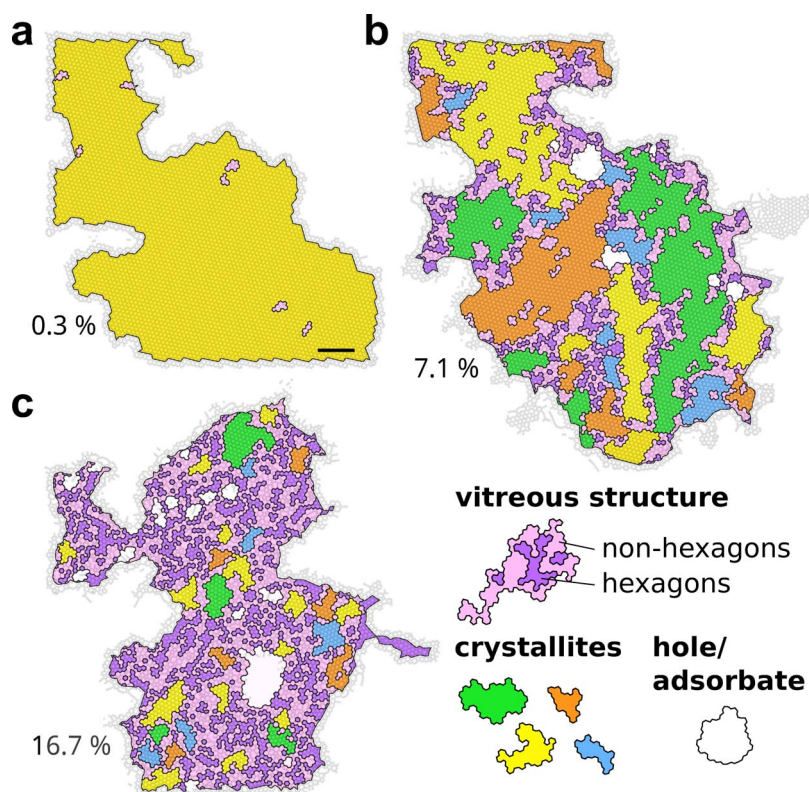 a
b
0.3 %
7.1 %
c
vitreous structure
non-hexagons
hexagons
crystallites
hole/
adsorbate
16.7 %